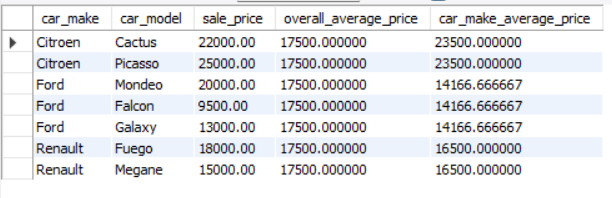 car_make car_model sale_price overall_average_price car_make_average_price
Citroen Cactus 22000.00 17500.000000 23500.000000
Citroen Picasso 25000.00 17500.000000 23500.000000
Ford Mondeo 20000.00 17500.000000 14166.666667
Ford Falcon 9500.00 17500.000000 14166.666667
Ford Galaxy 13000.00 17500.000000 14166.666667
Renault Fuego 18000.00 17500.000000 16500.000000
Renault Megane 15000.00 17500.000000 16500.000000